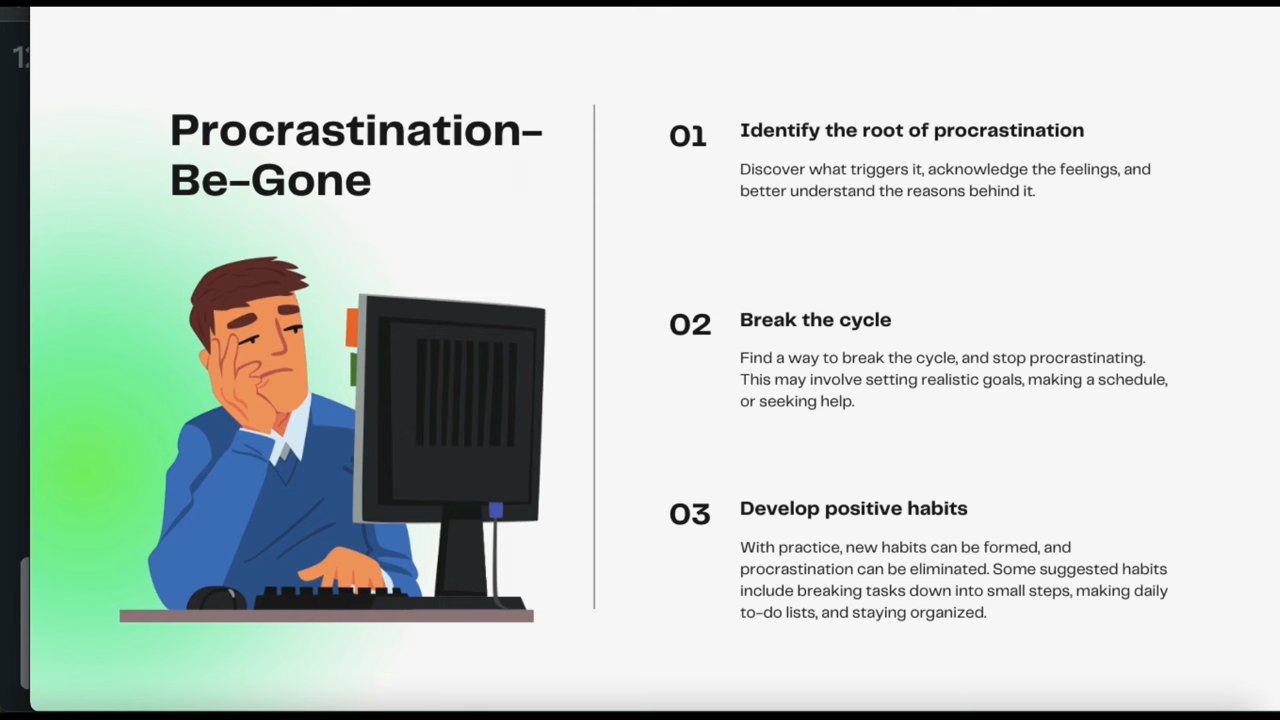 Procrastination-
Be-Gone
01
Identify the root of procrastination
Discover what triggers it, acknowledge the feelings, and
better understand the reasons behind it.
02
Break the cycle
Find a way to break the cycle, and stop procrastinating.
This may involve setting realistic goals, making a schedule,
or seeking help.
03
Develop positive habits
With practice, new habits can be formed, and
procrastination can be eliminated. Some suggested habits
include breaking tasks down into small steps, making daily
to-do lists, and staying organized.